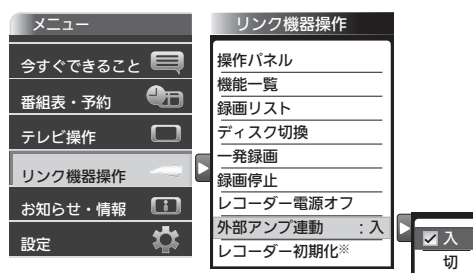 メニュー
今すぐできること
番組表・予約
テレビ操作
リンク機器操作
お知らせ・情報
設定
リンク機器操作
操作パネル
機能一覧
録画リスト
ディスク切換
一発録画
録画停止
レコーダー電源オフ
外部アンプ連動 :入
レコーダー初期化※
入
切